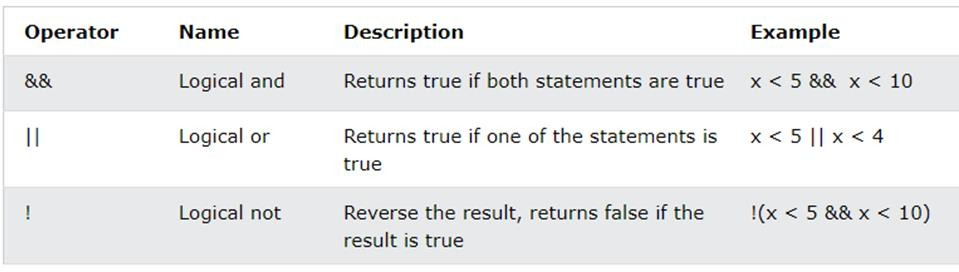 Operator Name Description Example
&& Logical and Returns true if both statements are true x < 5 &&  x < 10
|| Logical or Returns true if one of the statements is x < 5 || x < 4
true
! Logical not Reverse the result, returns false if the !(x < 5 && x < 10)
result is true